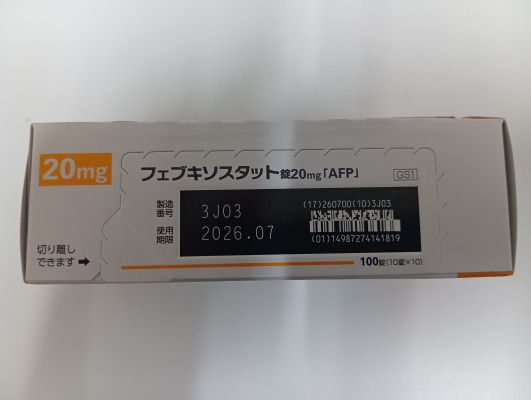 20mg
フェブキソスタット錠20mg「AFP」
GS1
製造番号
3J03
使用期限
2026.07
(17)260700(10)3J03
(01)14987274141819
切り離し
できます➡
100錠(10錠×10)